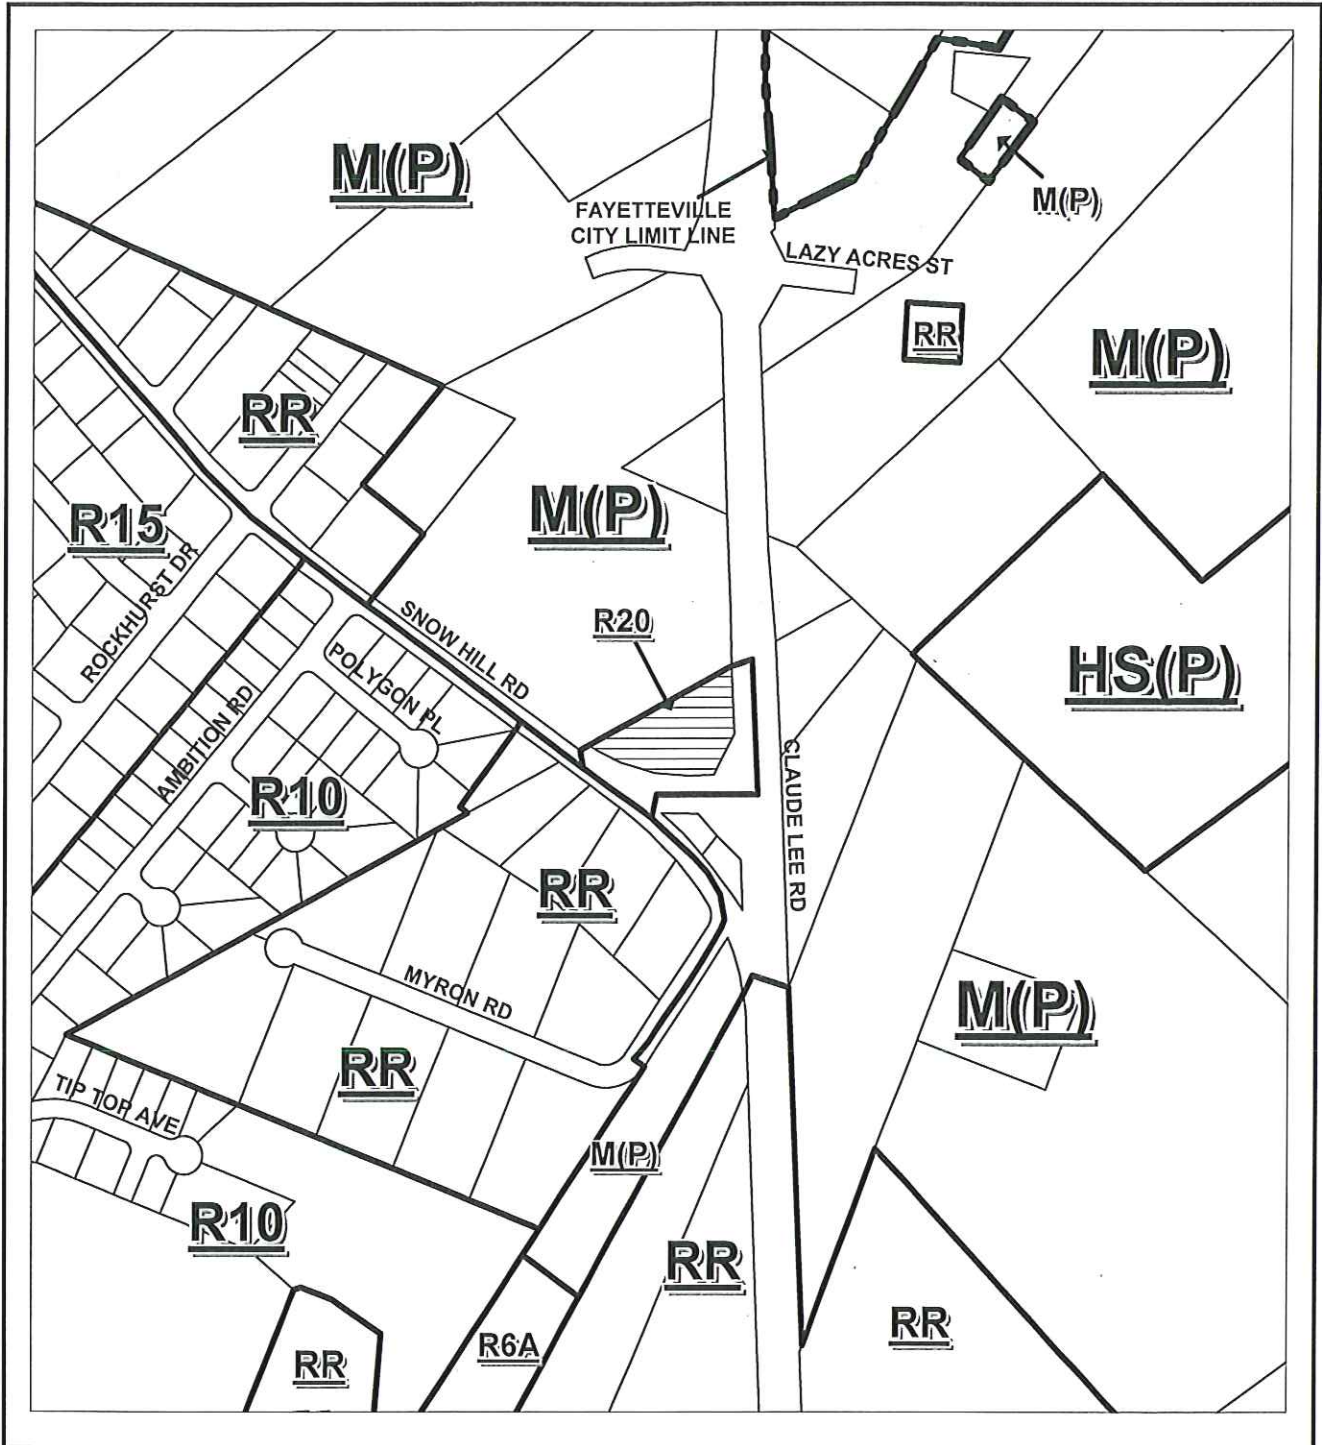 M(P)
M(P)
FAYETTEVILLE
CITY LIMIT LINE
LAZY ACRES ST
RR
M(P)
RR
M(P)
R15
ROCKHURST DR
R20
SNOW HILL RD
POLYGON PL
HS(P)
AMBITION RD
R10
CLAUDE LEE RD
RR
MYRON RD
M(P)
RR
TIP TOP AVE
M(P)
R10
RR
RR
R6A
RR